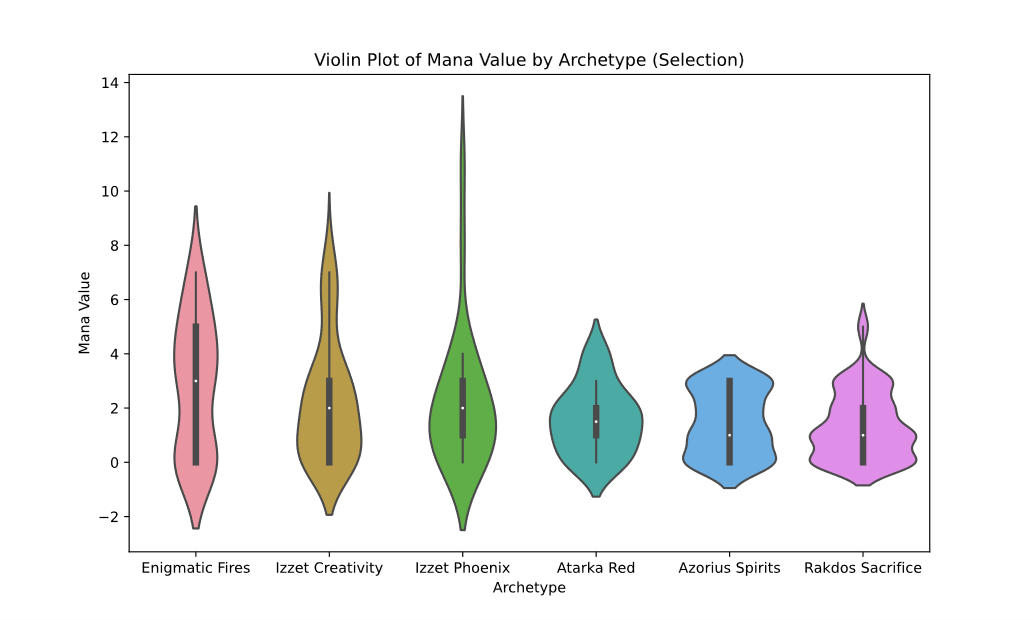 Violin Plot of Mana Value by Archetype (Selection)
Mana Value
14
12
10
8
6
4
2
0
−2
Enigmatic Fires Izzet Creativity Izzet Phoenix Atarka Red Azorius Spirits Rakdos Sacrifice
Archetype